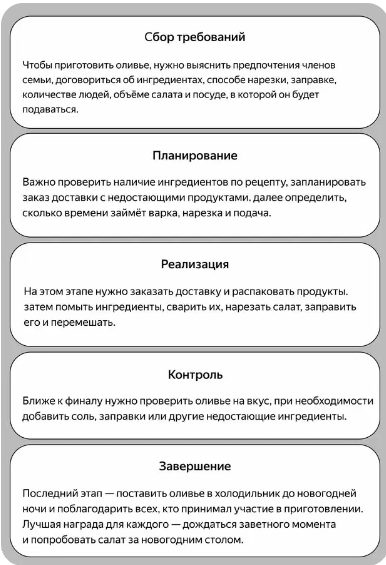 Сбор требований
Чтобы приготовить оливье, нужно выяснить предпочтения членов
семьи, договориться об ингредиентах, способе нарезки, заправке,
количестве людей, объёме салата и посуде, в которой он будет
подаваться.
Планирование
Важно проверить наличие ингредиентов по рецепту, запланировать
заказ доставки с недостающими продуктами. далее определить,
сколько времени займёт варка, нарезка и подача.
Реализация
На этом этапе нужно заказать доставку и распаковать продукты.
затем помыть ингредиенты, сварить их, нарезать салат, заправить
его и перемешать.
Контроль
Ближе к финалу нужно проверить оливье на вкус, при необходимости
добавить соль, заправки или другие недостающие ингредиенты.
Завершение
Последний этап — поставить оливье в холодильник до новогодней
ночи и поблагодарить всех, кто принимал участие в приготовлении.
Лучшая награда для каждого — дождаться заветного момента
и попробовать салат за новогодним столом.